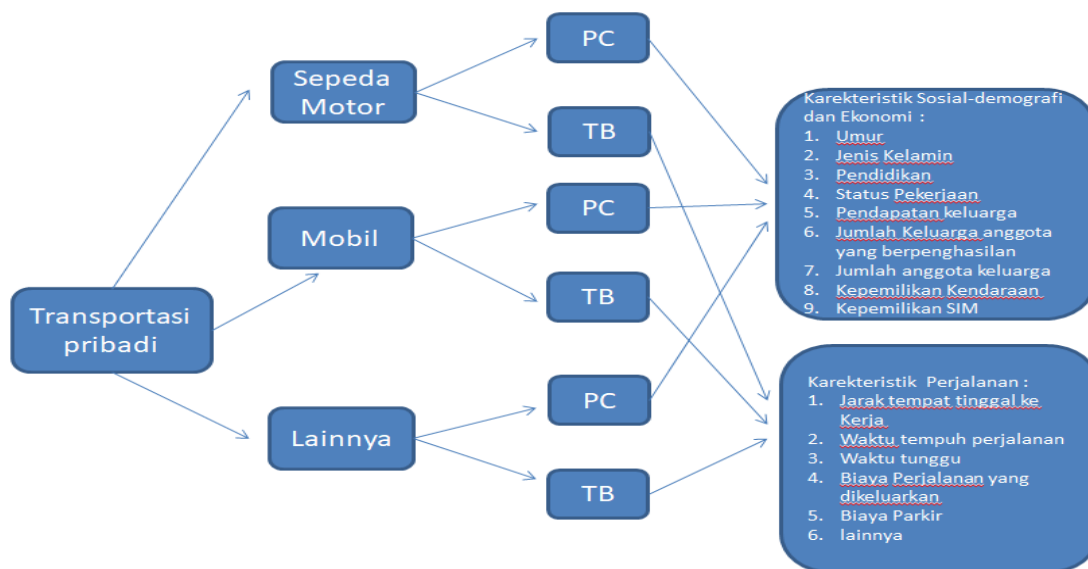 Transportasi
pribadi
Sepeda
Motor
Mobil
Lainnya
PC
TB
PC
TB
PC
TB
Karekteristik Sosial-demografi
dan Ekonomi :
1. Umur
2. Jenis Kelamin
3. Pendidikan
4. Status Pekerjaan
5. Pendapatan keluarga
6. Jumlah Keluarga anggota
yang berpenghasilan
7. Jumlah anggota keluarga
8. Kepemilikan Kendaraan
9. Kepemilikan SIM
Karekteristik Perjalanan :
1. Jarak tempat tinggal ke
Kerja
2. Waktu tempuh perjalanan
3. Waktu tunggu
4. Biaya Perjalanan yang
dikeluarkan
5. Biaya Parkir
6. lainnya